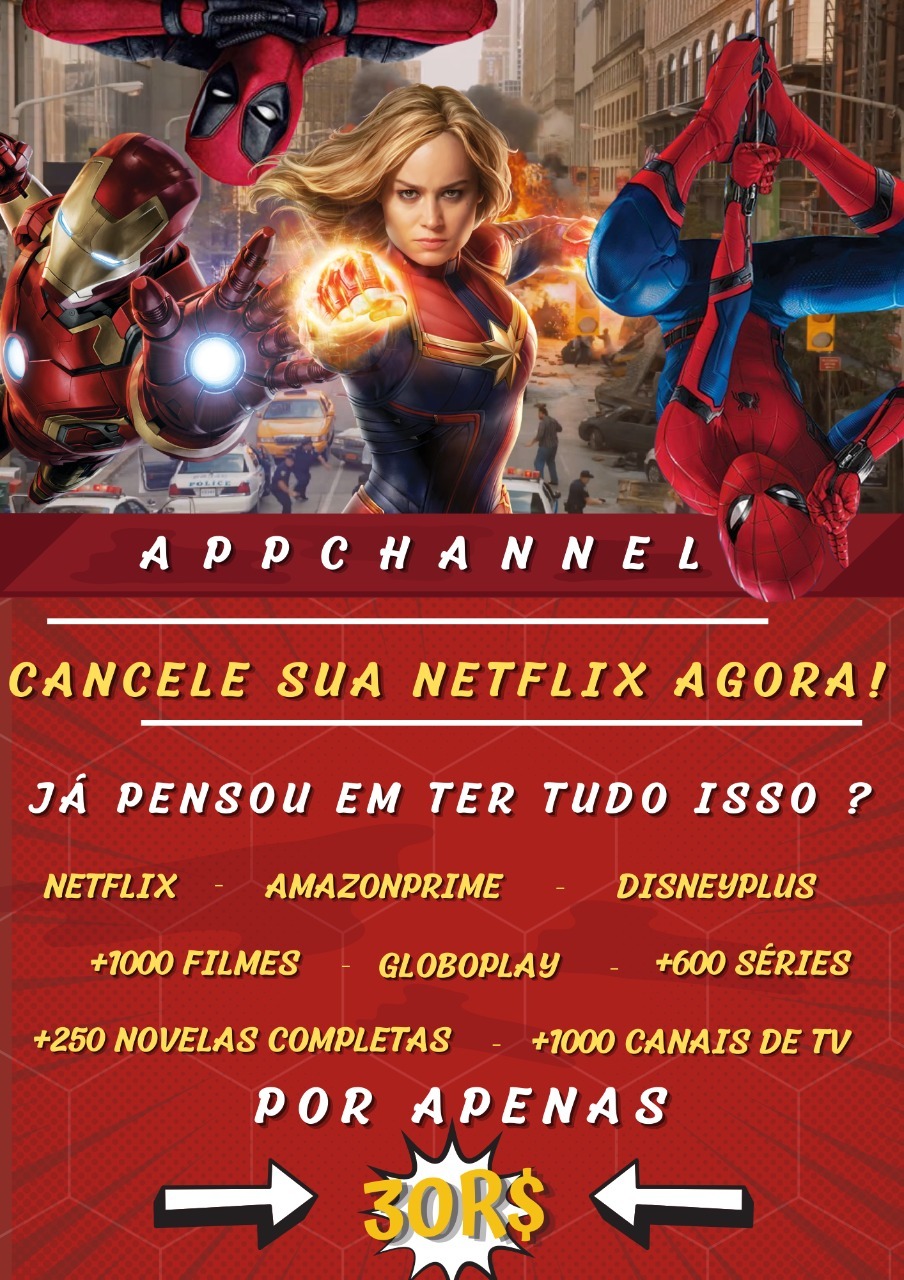 POLICE
APPCHANNEL
CANCELE SUA NETFLIX AGORA!
JÁ PENSOU EM TER TUDO ISSO ?
NETFLIX - AMAZONPRIME - DISNEYPLUS
+1000 FILMES - GLOBOPLAY - +600 SÉRIES
+250 NOVELAS COMPLETAS - +1000 CANAIS DE TV
POR APENAS
30R$